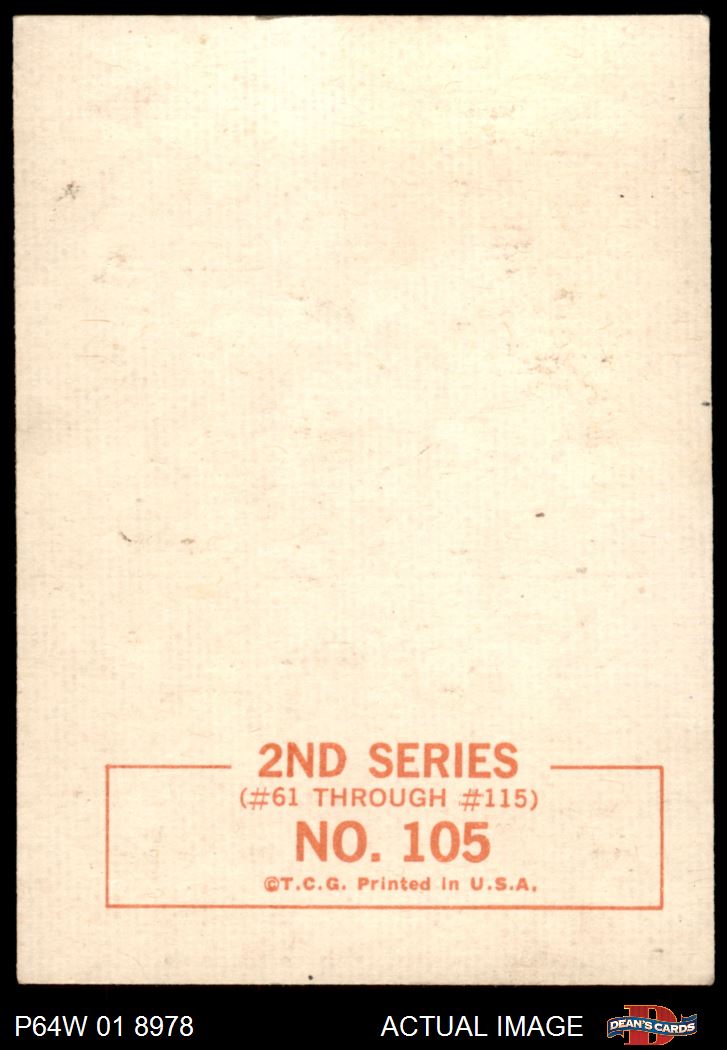 2ND SERIES
(#61 THROUGH #115)
NO. 105
©T.C.G. Printed in U.S.A.
P64W 01 8978
ACTUAL IMAGE
D
DEAN'S CARDS